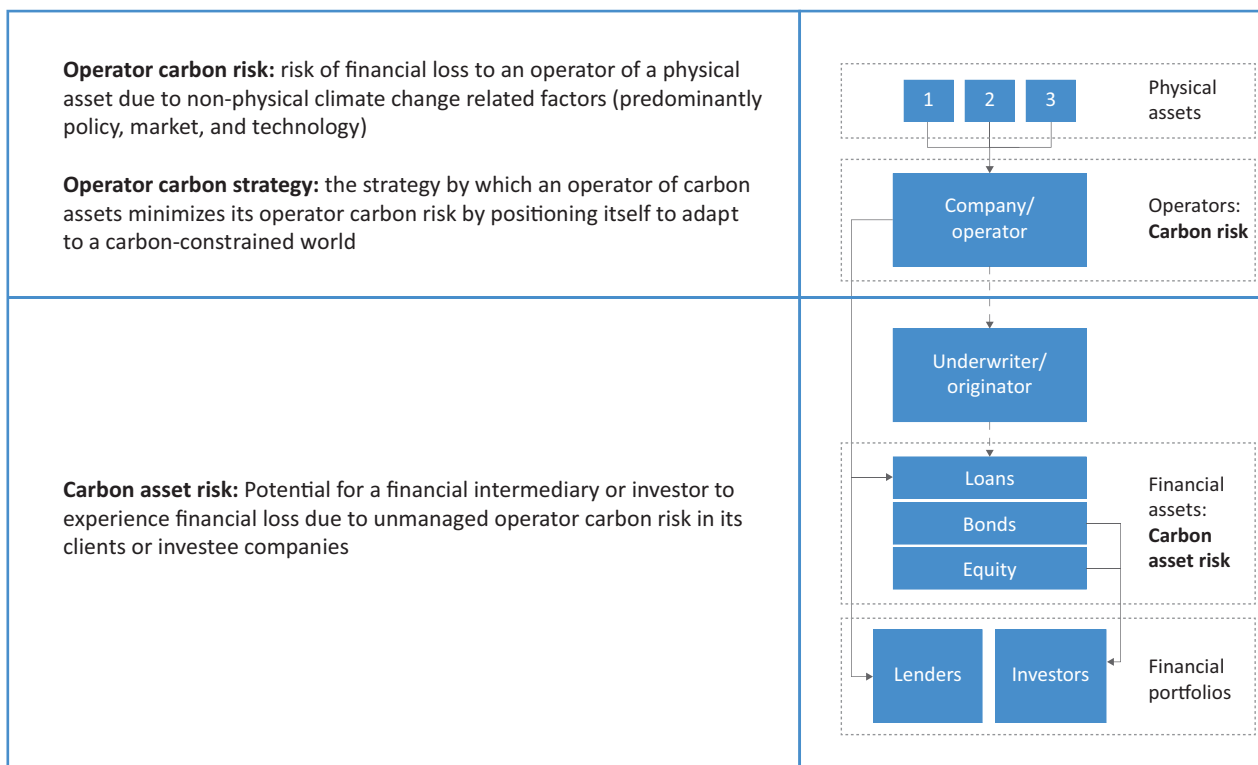 Operator carbon risk: risk of financial loss to an operator of a physical
asset due to non-physical climate change related factors (predominantly
policy, market, and technology)
Operator carbon strategy: the strategy by which an operator of carbon
assets minimizes its operator carbon risk by positioning itself to adapt
to a carbon-constrained world
1 2 3
Physical
assets
Company/
operator
Operators:
Carbon risk
Carbon asset risk: Potential for a financial intermediary or investor to
experience financial loss due to unmanaged operator carbon risk in its
clients or investee companies
Underwriter/
originator
Loans
Bonds
Equity
Financial
assets:
Carbon
asset risk
Lenders
Investors
Financial
portfolios